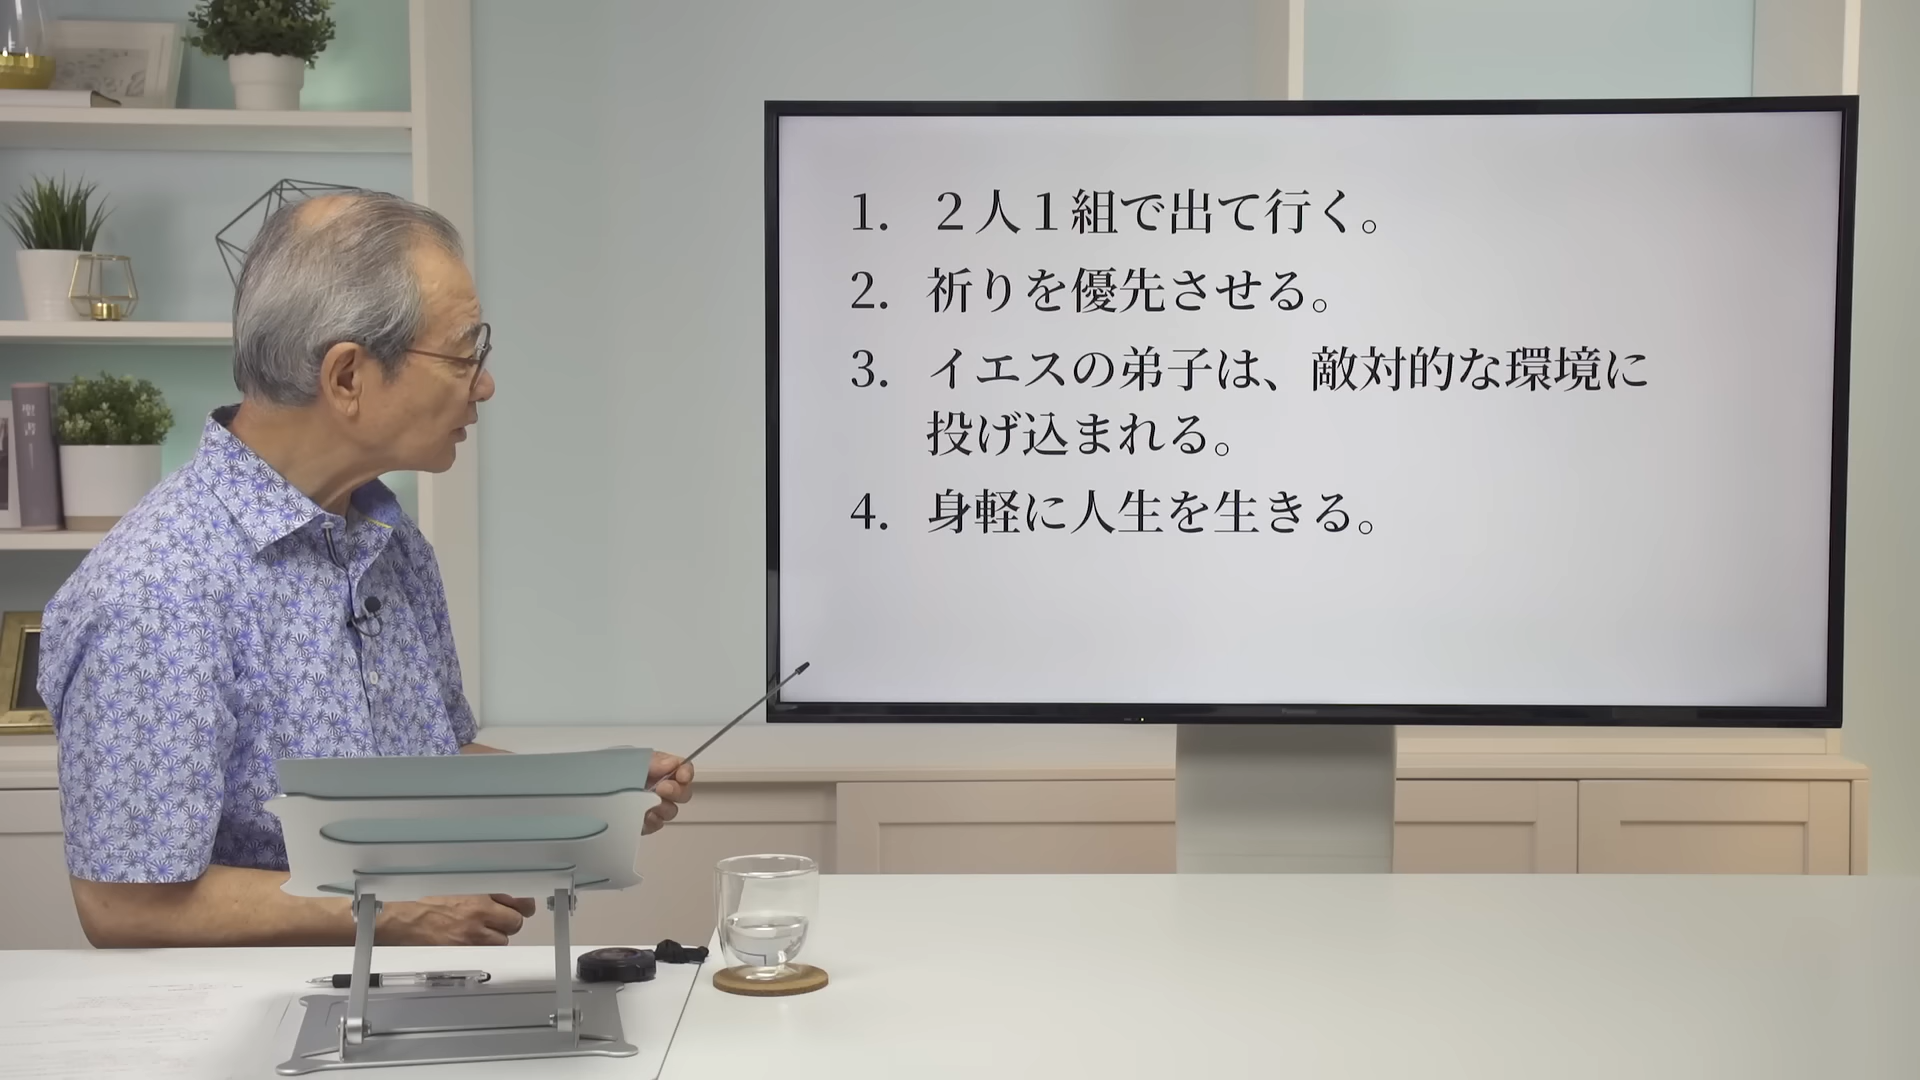 1. ２人１組で出て行く。
2. 祈りを優先させる。
3. イエスの弟子は、敵対的な環境に
投げ込まれる。
4. 身軽に人生を生きる。
聖書